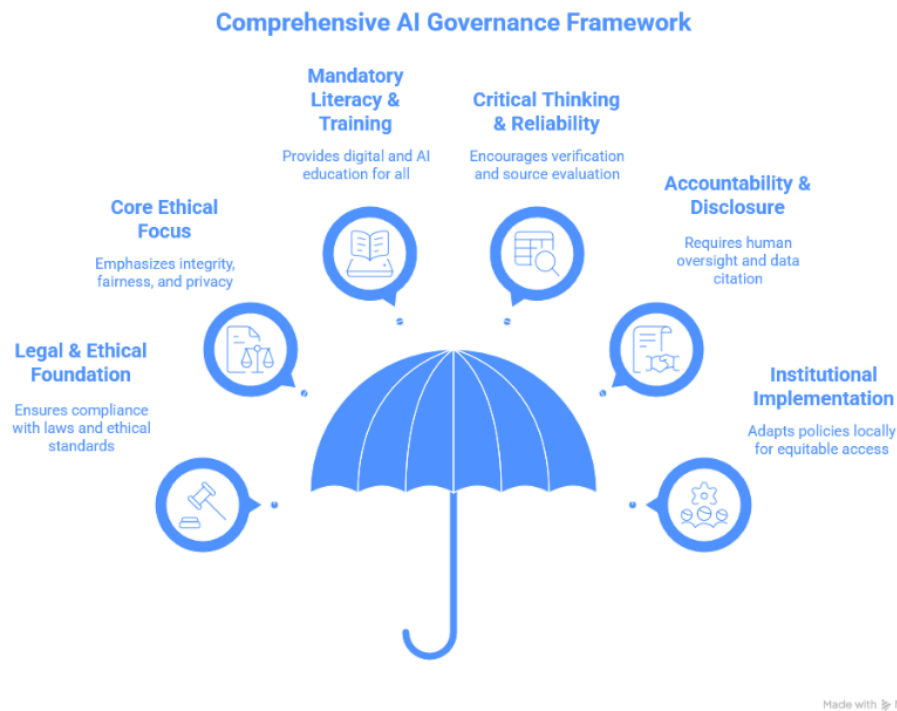 Comprehensive AI Governance Framework
Mandatory
Literacy &
Training
Provides digital and AI
education for all
Critical Thinking
& Reliability
Encourages verification
and source evaluation
Core Ethical
Focus
Emphasizes integrity,
fairness, and privacy
Accountability &
Disclosure
Requires human
oversight and data
citation
Legal & Ethical
Foundation
Ensures compliance
with laws and ethical
standards
Institutional
Implementation
Adapts policies locally
for equitable access
Made with